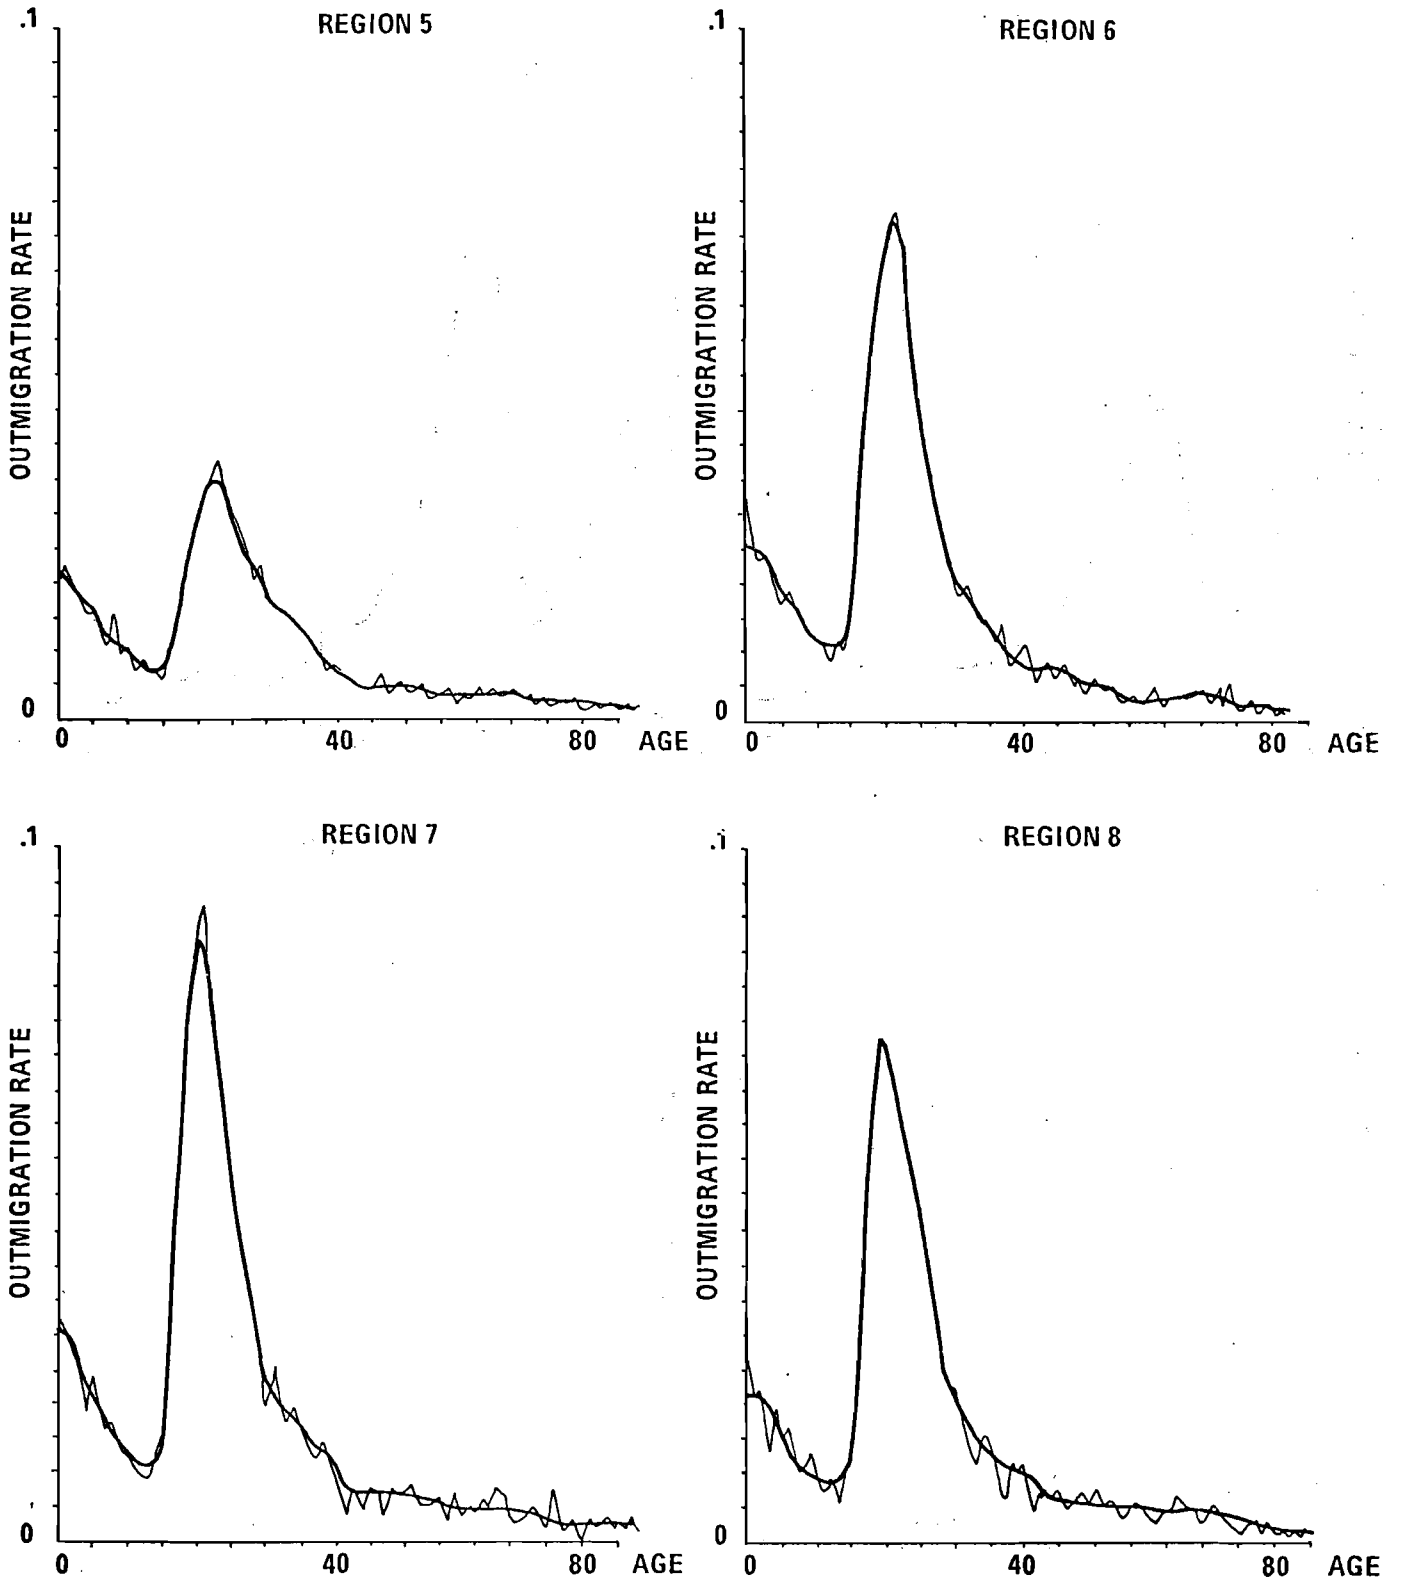 REGION 5
.1
OUTMIGRATION RATE
0
0 40 80 AGE
REGION 6
.1
OUTMIGRATION RATE
0
0 40 80 AGE
REGION 7
.1
OUTMIGRATION RATE
0
0 40 80 AGE
REGION 8
.1
OUTMIGRATION RATE
0
0 40 80 AGE